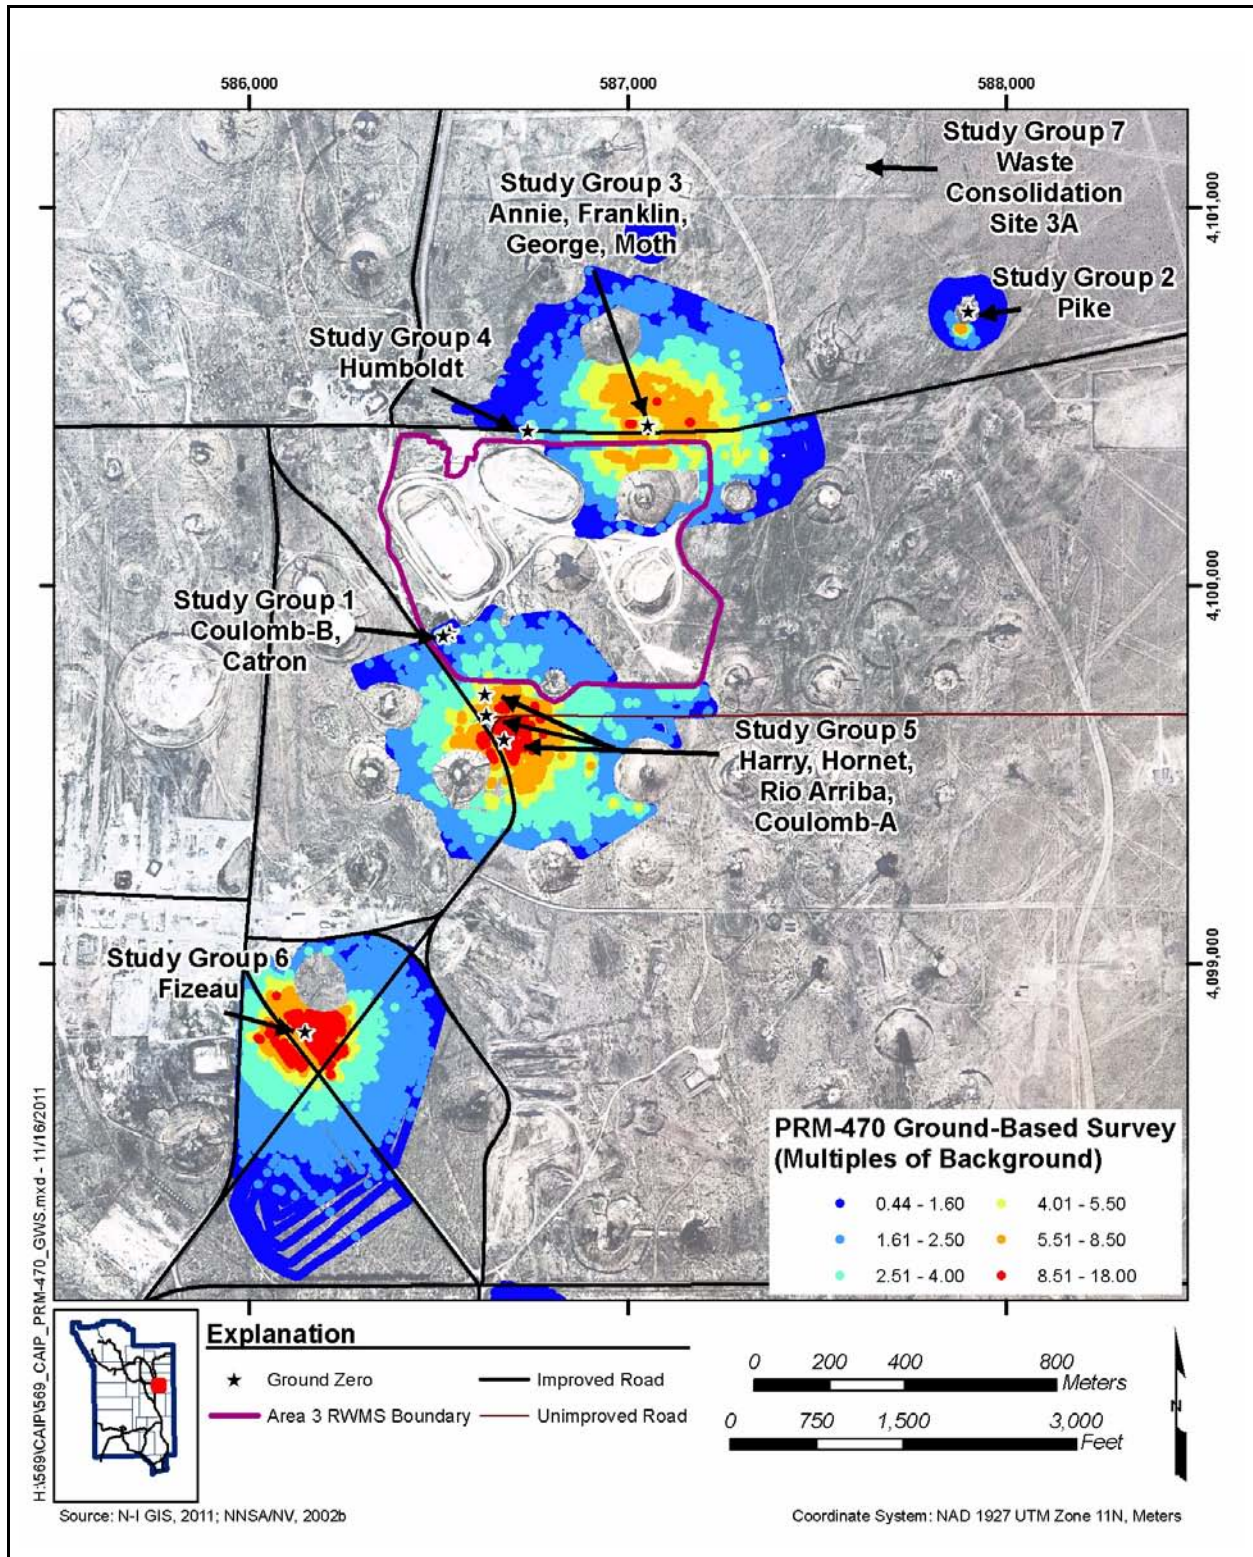 586,000
587,000
588,000
Study Group 7
Waste
Consolidation
Site 3A
Study Group 3
Annie, Franklin,
George, Moth
4,101,000
Study Group 2
Pike
Study Group 4
Humboldt
4,100,000
Study Group 1
Coulomb-B,
Catron
Study Group 5
Harry, Hornet,
Rio Arriba,
Coulomb-A
Study Group 6
Fizeau
4,099,000
PRM-470 Ground-Based Survey
(Multiples of Background)
0.44 - 1.60
4.01 - 5.50
1.61 - 2.50
5.51 - 8.50
2.51 - 4.00
8.51 - 18.00
H:\569\CAIP\569_CAIP_PRM-470_GWS.mxd - 11/16/2011
Explanation
Ground Zero
Improved Road
Area 3 RWMS Boundary
Unimproved Road
0 200 400 800
Meters
0 750 1,500 3,000
Feet
N
Source: N-I GIS, 2011; NNSA/NV, 2002b
Coordinate System: NAD 1927 UTM Zone 11N, Meters